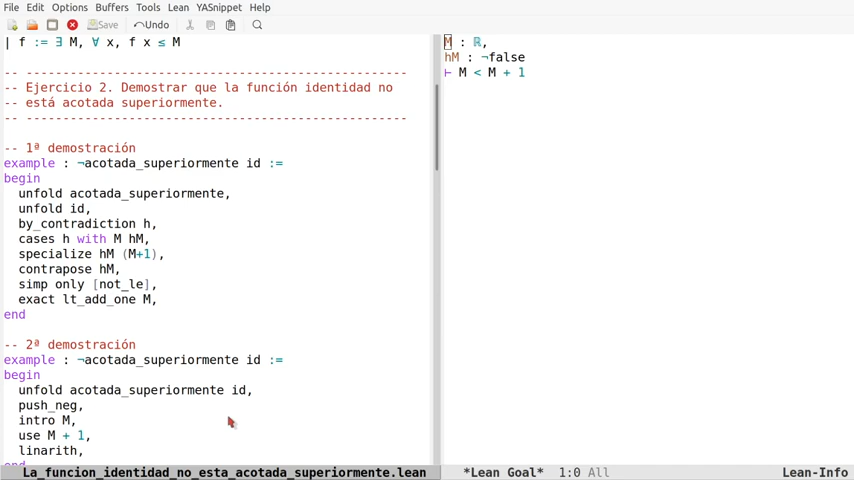 File Edit Options Buffers Tools Lean YASnippet Help
Save Undo
| f := ∃ M, ∀ x, f x ≤ M
-- ----------------------------------------------------
-- Ejercicio 2. Demostrar que la función identidad no
-- está acotada superiormente.
-- ----------------------------------------------------
-- 1ª demostración
example : ¬acotada_superiormente id :=
begin
  unfold acotada_superiormente,
  unfold id,
  by_contradiction h,
  cases h with M hM,
  specialize hM (M+1),
  contrapose hM,
  simp only [not_le],
  exact lt_add_one M,
end
-- 2ª demostración
example : ¬acotada_superiormente id :=
begin
  unfold acotada_superiormente id,
  push_neg,
  intro M,
  use M + 1,
  linarith,
end
La_funcion_identidad_no_esta_acotada_superiormente.lean
M : ℝ,
hM : ¬false
⊢ M < M + 1
*Lean Goal* 1:0 All Lean-Info